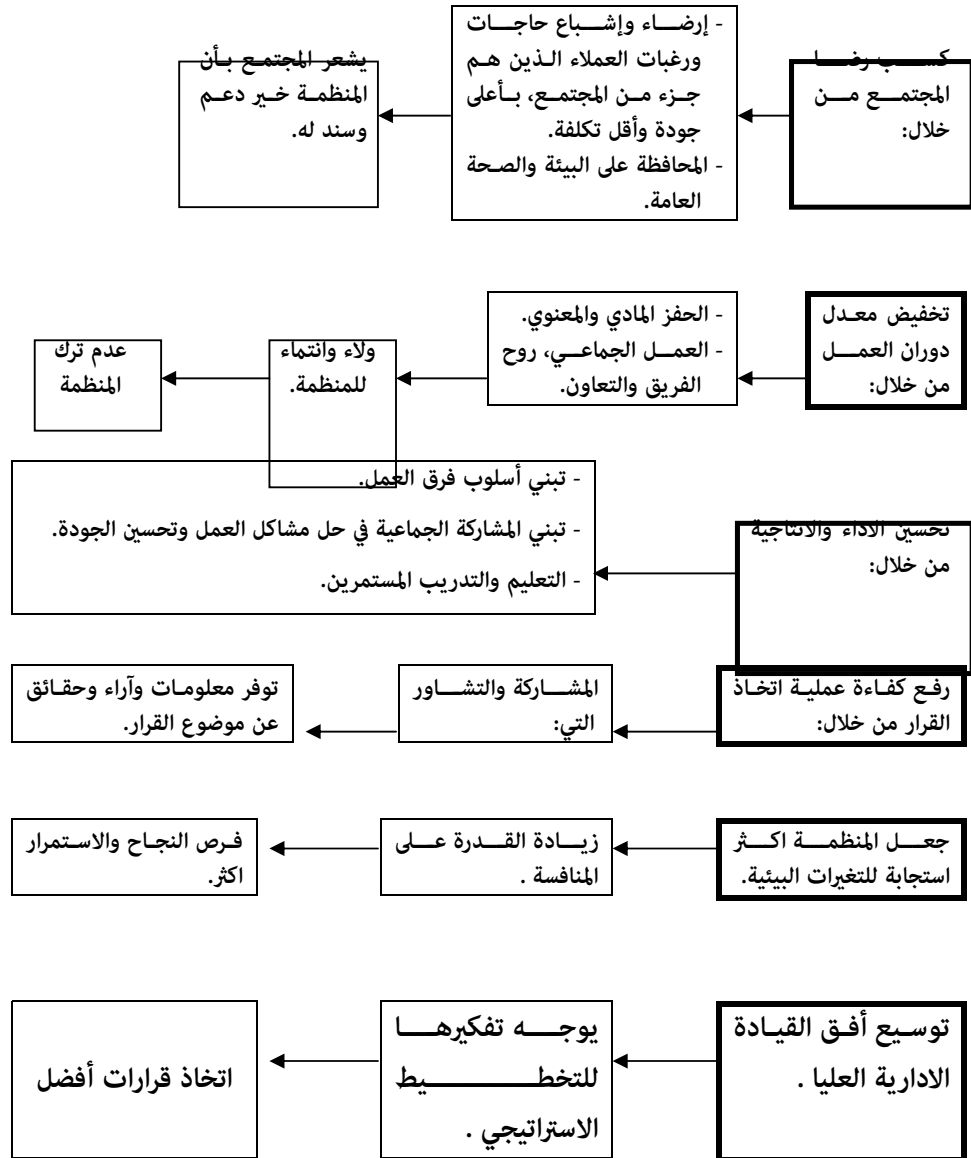 كسب رضا
المجتمع من
خلال:
- إرضاء وإشباع حاجات
ورغبات العملاء الذين هم
جزء من المجتمع، بأعلى
جودة وأقل تكلفة.
- المحافظة على البيئة والصحة
العامة.
يشعر المجتمع بأن
المنظمة خير دعم
وسند له.
تخفيض معدل
دوران العمل
من خلال:
- الحفز المادي والمعنوي.
- العمل الجماعي، روح
الفريق والتعاون.
ولاء وانتماء
للمنظمة.
عدم ترك
المنظمة
تحسين الاداء والانتاجية
من خلال:
- تبني أسلوب فرق العمل.
- تبني المشاركة الجماعية في حل مشاكل العمل وتحسين الجودة.
- التعليم والتدريب المستمرين.
رفع كفاءة عملية اتخاذ
القرار من خلال:
المشاركة والتشاور
التي:
توفر معلومات وآراء وحقائق
عن موضوع القرار.
جعل المنظمة اكثر
استجابة للتغيرات البيئية.
زيادة القدرة على
المنافسة .
فرص النجاح والاستمرار
اكثر.
توسيع أفق القيادة
الادارية العليا .
يوجه تفكيرها
للتخطيط
الاستراتيجي .
اتخاذ قرارات أفضل